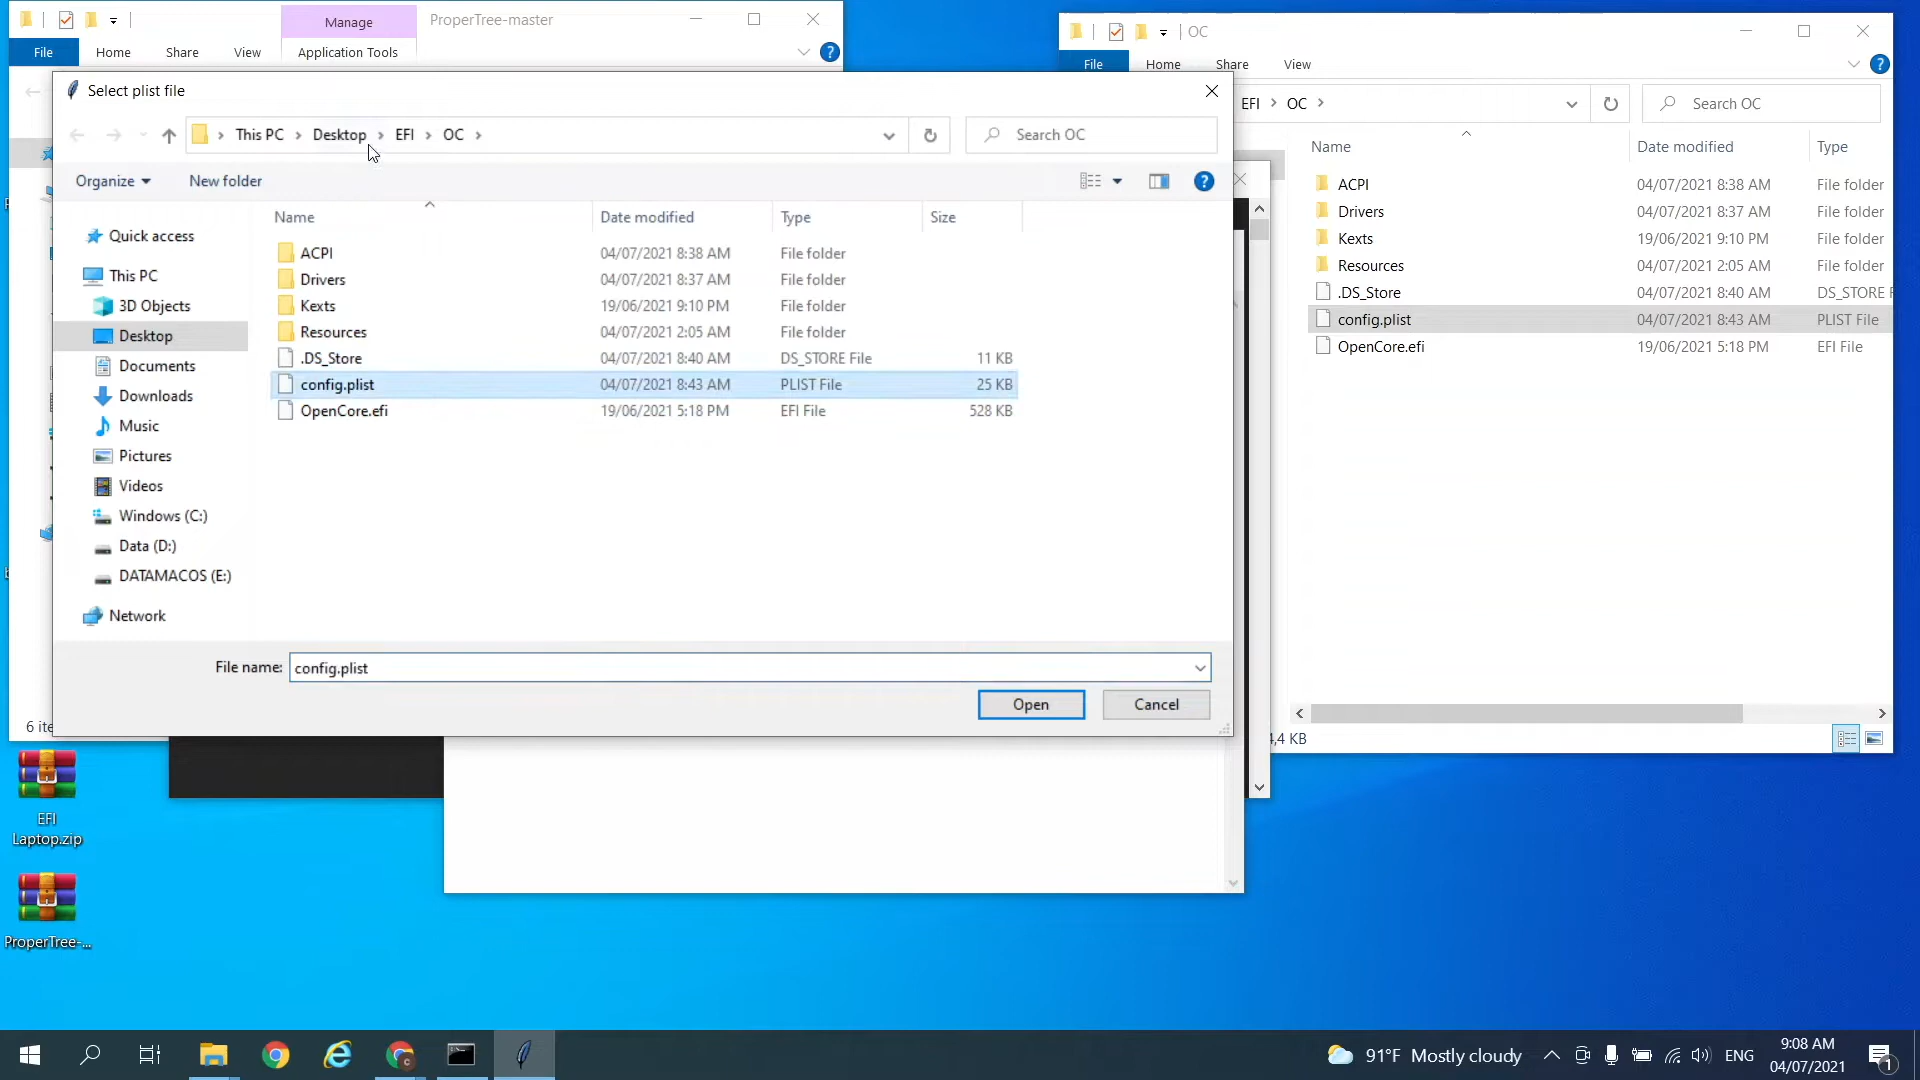 Manage
ProperTree-master
File
Home
Share
View
Application Tools
OC
File
Home
Share
View
EFI
OC
Search OC
Name
Date modified
Type
ACPI
04/07/2021 8:38 AM
File folder
Drivers
04/07/2021 8:37 AM
File folder
Kexts
19/06/2021 9:10 PM
File folder
Resources
04/07/2021 2:05 AM
File folder
.DS_Store
04/07/2021 8:40 AM
DS_STORE F
config.plist
04/07/2021 8:43 AM
PLIST File
OpenCore.efi
19/06/2021 5:18 PM
EFI File
4,4 KB
Select plist file
This PC
Desktop
EFI
OC
Search OC
Organize
New folder
Quick access
This PC
3D Objects
Desktop
Documents
Downloads
Music
Pictures
Videos
Windows (C:)
Data (D:)
DATAMACOS (E:)
Network
Name
Date modified
Type
Size
ACPI
04/07/2021 8:38 AM
File folder
Drivers
04/07/2021 8:37 AM
File folder
Kexts
19/06/2021 9:10 PM
File folder
Resources
04/07/2021 2:05 AM
File folder
.DS_Store
04/07/2021 8:40 AM
DS_STORE File
11 KB
config.plist
04/07/2021 8:43 AM
PLIST File
25 KB
OpenCore.efi
19/06/2021 5:18 PM
EFI File
528 KB
File name:
config.plist
Open
Cancel
6 ite
EFI
Laptop.zip
ProperTree-...
91°F Mostly cloudy
ENG
9:08 AM
04/07/2021
1